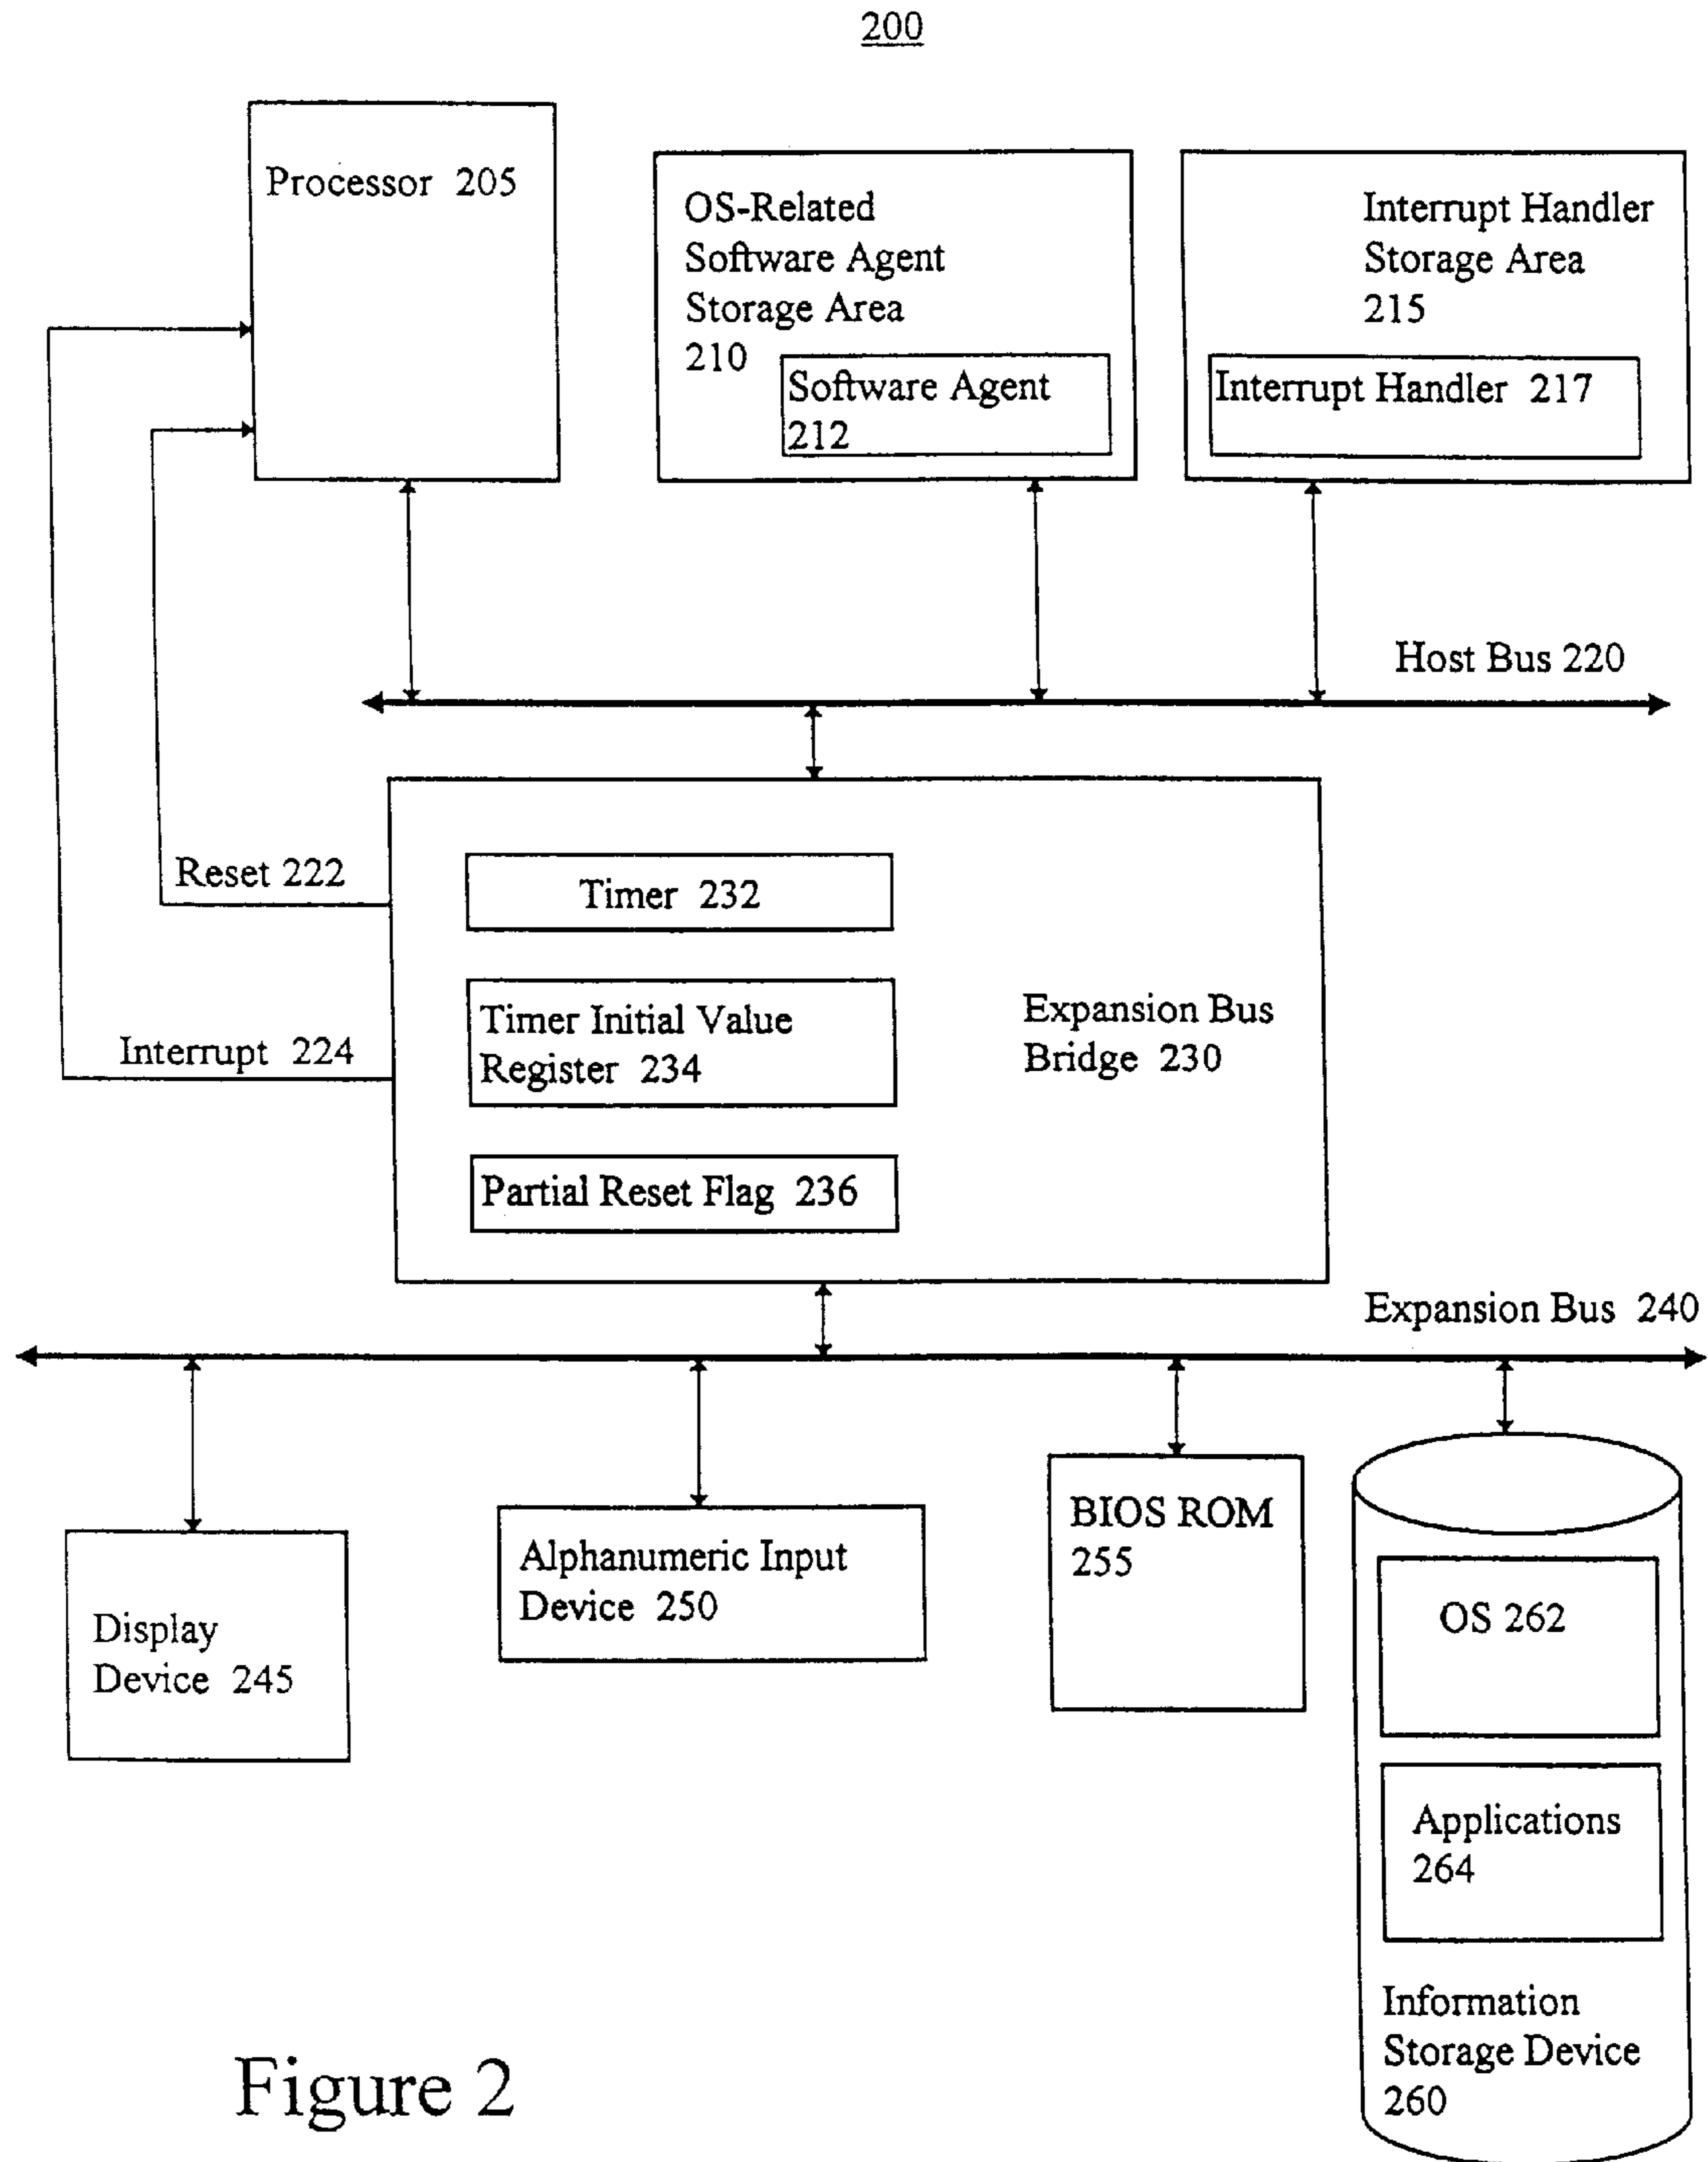 200
Processor 205
OS-Related
Software Agent
Storage Area
210
Software Agent
212
Interrupt Handler
Storage Area
215
Interrupt Handler 217
Host Bus 220
Reset 222
Interrupt 224
Timer 232
Timer Initial Value
Register 234
Partial Reset Flag 236
Expansion Bus
Bridge 230
Expansion Bus 240
Display
Device 245
Alphanumeric Input
Device 250
BIOS ROM
255
OS 262
Applications
264
Information
Storage Device
260
Figure 2